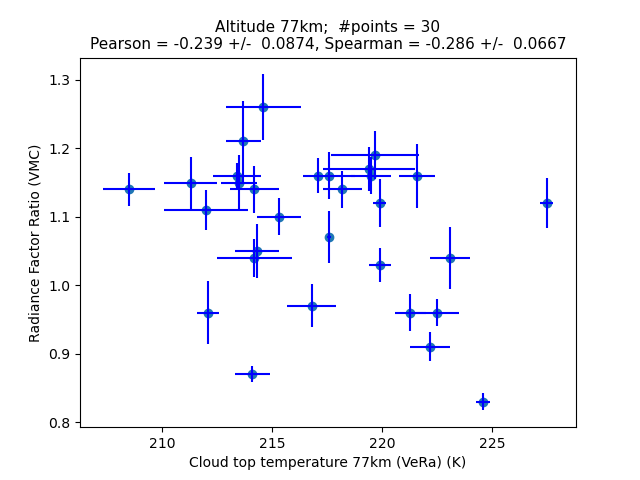 Altitude 77km;  #points = 30
Pearson = -0.239 +/-  0.0874, Spearman = -0.286 +/-  0.0667
Radiance Factor Ratio (VMC)
1.3
1.2
1.1
1.0
0.9
0.8
210
215
220
225
Cloud top temperature 77km (VeRa) (K)